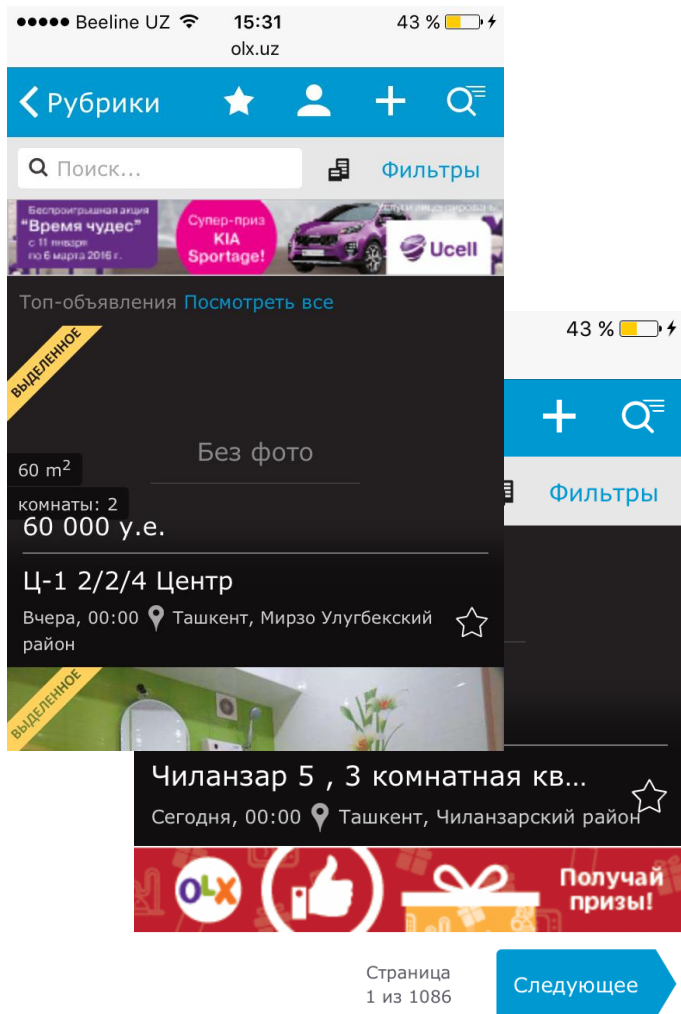 Beeline UZ 15:31 43 %
olx.uz
Рубрики
Поиск... Фильтры
Беспроигрышная акция
"Время чудес"
с 11 января
по 6 марта 2016 г.
Супер-приз
KIA
Sportage!
Услуги лицензированы
Ucell
Топ-объявления Посмотреть все
ВЫДЕЛЕННОЕ
Без фото
60 m²
комнаты: 2
60 000 у.е.
Ц-1 2/2/4 Центр
Вчера, 00:00 Ташкент, Мирзо Улугбекский
район
ВЫДЕЛЕННОЕ
43 %
Фильтры
Чиланзар 5 , 3 комнатная кв...
Сегодня, 00:00 Ташкент, Чиланзарский район
OLX
Получай
призы!
Страница
1 из 1086
Следующее